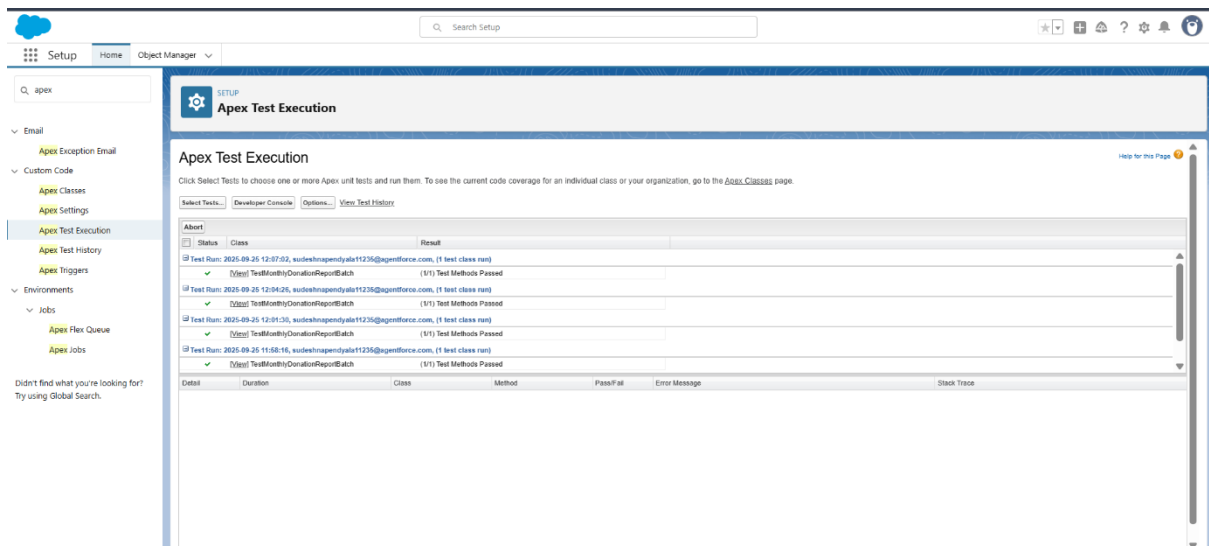 Search Setup
Setup Home Object Manager
apex
SETUP
Apex Test Execution
Email
Apex Exception Email
Custom Code
Apex Classes
Apex Settings
Apex Test Execution
Apex Test History
Apex Triggers
Environments
Jobs
Apex Flex Queue
Apex Jobs
Didn't find what you're looking for?
Try using Global Search.
Apex Test Execution
Help for this Page
Click Select Tests to choose one or more Apex unit tests and run them. To see the current code coverage for an individual class or your organization, go to the Apex Classes page.
Select Tests... Developer Console Options... View Test History
Abort
Status Class Result
Test Run: 2025-09-25 12:07:02, sudeshnapendyala11235@agentforce.com, (1 test class run)
[View] TestMonthlyDonationReportBatch (1/1) Test Methods Passed
Test Run: 2025-09-25 12:04:25, sudeshnapendyala11235@agentforce.com, (1 test class run)
[View] TestMonthlyDonationReportBatch (1/1) Test Methods Passed
Test Run: 2025-09-25 12:01:30, sudeshnapendyala11235@agentforce.com, (1 test class run)
[View] TestMonthlyDonationReportBatch (1/1) Test Methods Passed
Test Run: 2025-09-25 11:58:16, sudeshnapendyala11235@agentforce.com, (1 test class run)
[View] TestMonthlyDonationReportBatch (1/1) Test Methods Passed
Detail Duration Class Method Pass/Fail Error Message Stack Trace